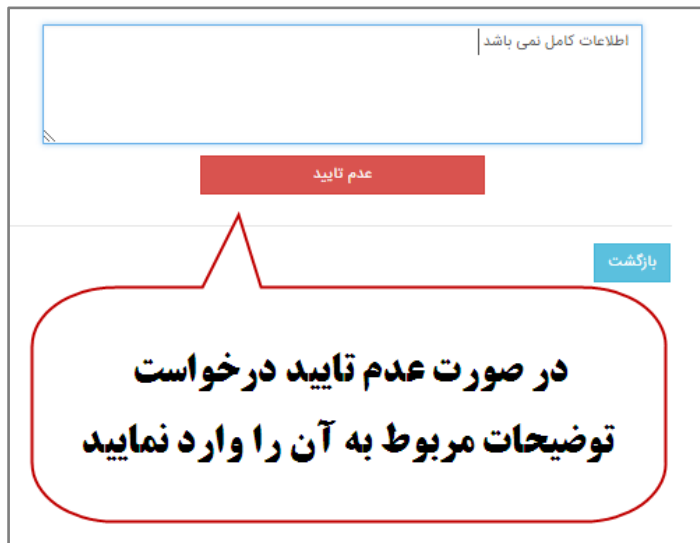 اطلاعات کامل نمی باشد
عدم تایید
بازگشت
در صورت عدم تایید درخواست
توضیحات مربوط به آن را وارد نمایید